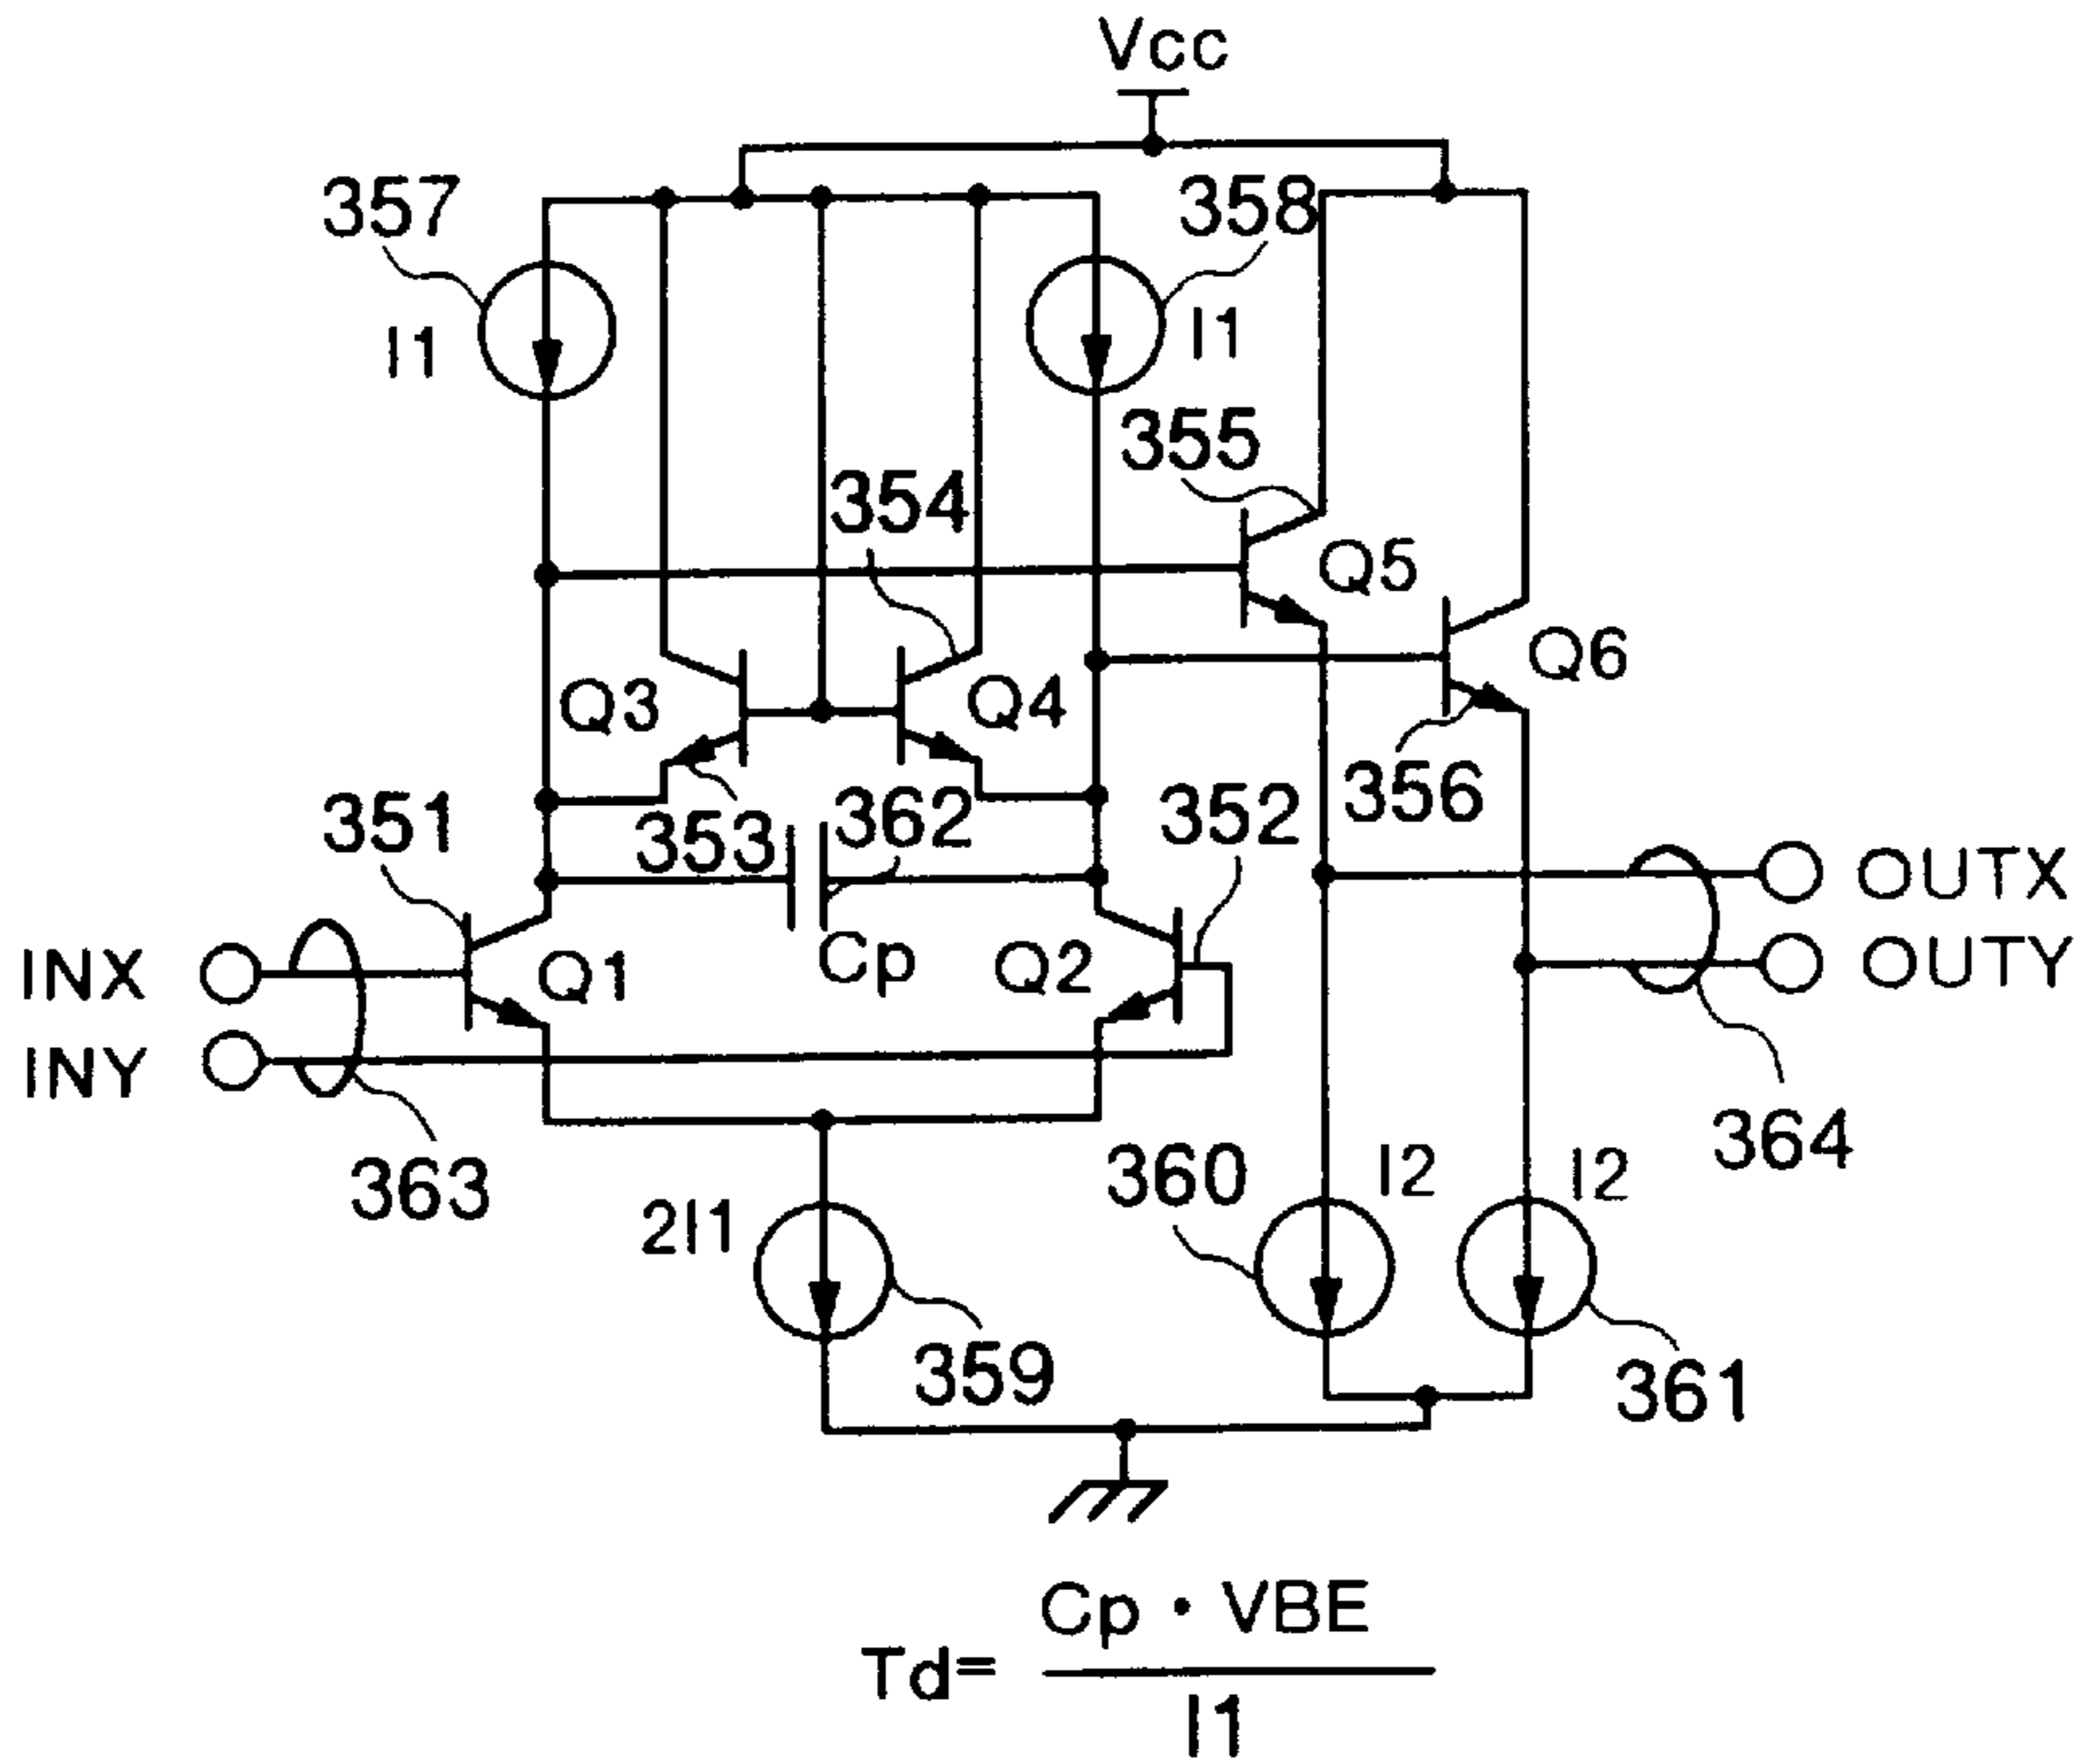 Vcc
357
358
I1
I1
355
354
Q5
Q6
Q3
Q4
356
351
353
362
352
OUTX
Cp
Q2
INX
Q1
OUTY
INY
363
364
2I1
360
I2
I2
359
361
Td= Cp · VBE
I1